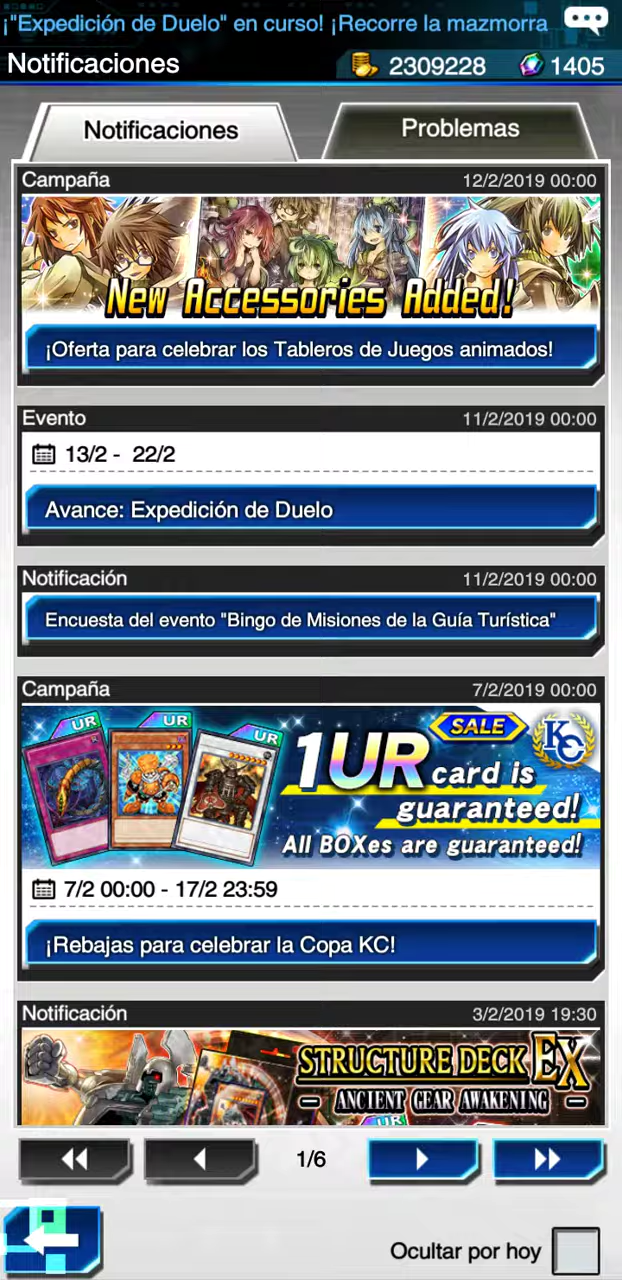 ¡"Expedición de Duelo" en curso! ¡Recorre la mazmorra
Notificaciones
2309228
1405
Notificaciones
Problemas
Campaña
12/2/2019 00:00
New Accessories Added!
¡Oferta para celebrar los Tableros de Juegos animados!
Evento
11/2/2019 00:00
13/2 - 22/2
Avance: Expedición de Duelo
Notificación
11/2/2019 00:00
Encuesta del evento "Bingo de Misiones de la Guía Turística"
Campaña
7/2/2019 00:00
UR
UR
UR
SALE
KC
1UR card is
guaranteed!
All BOXes are guaranteed!
7/2 00:00 - 17/2 23:59
¡Rebajas para celebrar la Copa KC!
Notificación
3/2/2019 19:30
STRUCTURE DECK EX
- ANCIENT GEAR AWAKENING -
UR
1/6
Ocultar por hoy